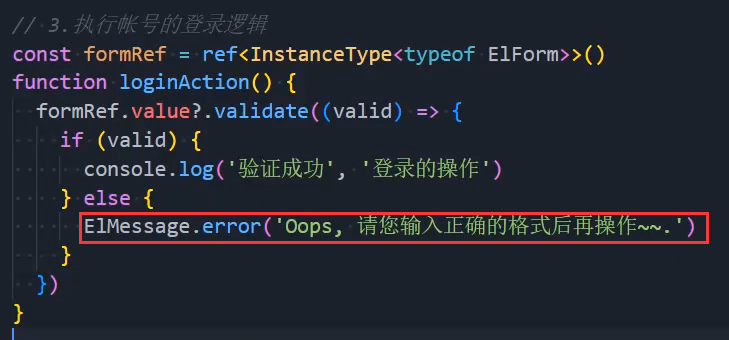 // 3.执行帐号的登录逻辑
const formRef = ref<InstanceType<typeof ElForm>>()
function loginAction() {
  formRef.value?.validate((valid) => {
    if (valid) {
      console.log('验证成功', '登录的操作')
    } else {
      ElMessage.error('Oops, 请您输入正确的格式后再操作~~.')
    }
  })
}